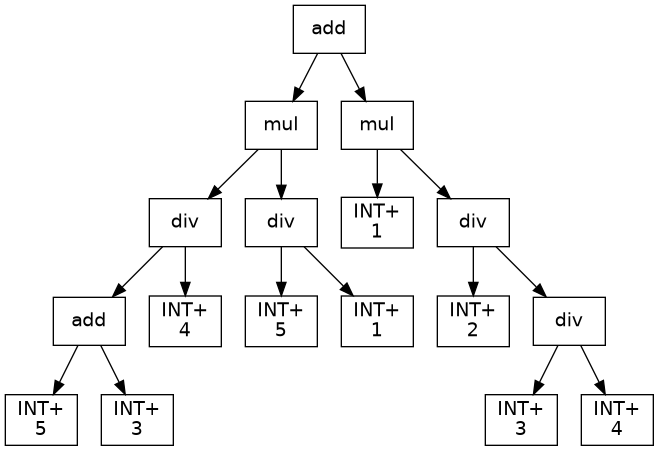 add
mul
mul
div
div
INT+
1
div
add
INT+
4
INT+
5
INT+
1
INT+
2
div
INT+
5
INT+
3
INT+
3
INT+
4